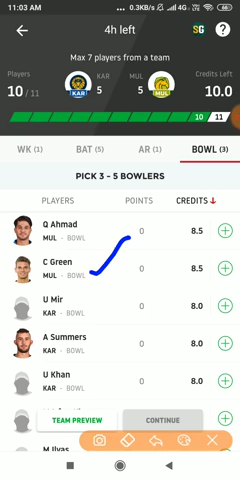 11:03 AM 0.3KB/s 4G VoLTE 66
4h left SG ?
Max 7 players from a team
Players KAR MUL Credits Left
10 / 11 KAR 5 5 MUL 10.0
10 11
WK (1) BAT (5) AR (1) BOWL (3)
PICK 3 - 5 BOWLERS
PLAYERS POINTS CREDITS
Q Ahmad
MUL - BOWL 0 8.5
C Green
MUL - BOWL 0 8.5
U Mir
KAR - BOWL 0 8.0
A Summers
KAR - BOWL 0 8.0
U Khan
KAR - BOWL 0 8.0
TEAM PREVIEW CONTINUE
M Ilyas